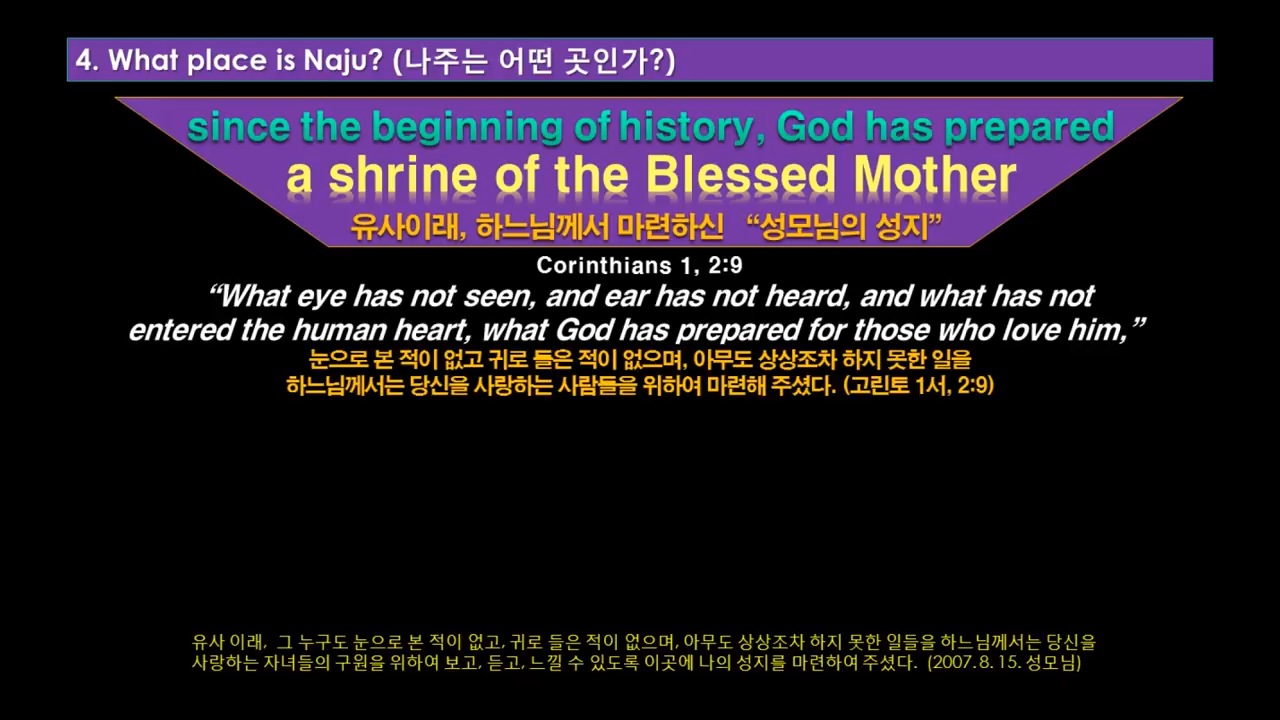 4. What place is Naju? (나주는 어떤 곳인가?)
since the beginning of history, God has prepared
a shrine of the Blessed Mother
유사이래, 하느님께서 마련하신 “성모님의 성지”
Corinthians 1, 2:9
“What eye has not seen, and ear has not heard, and what has not
entered the human heart, what God has prepared for those who love him,”
눈으로 본 적이 없고 귀로 들은 적이 없으며, 아무도 상상조차 하지 못한 일을
하느님께서는 당신을 사랑하는 사람들을 위하여 마련해 주셨다. (고린토 1서, 2:9)
유사 이래, 그 누구도 눈으로 본 적이 없고, 귀로 들은 적이 없으며, 아무도 상상조차 하지 못한 일들을 하느님께서는 당신을
사랑하는 자녀들의 구원을 위하여 보고, 듣고, 느낄 수 있도록 이곳에 나의 성지를 마련하여 주셨다. (2007. 8. 15. 성모님)